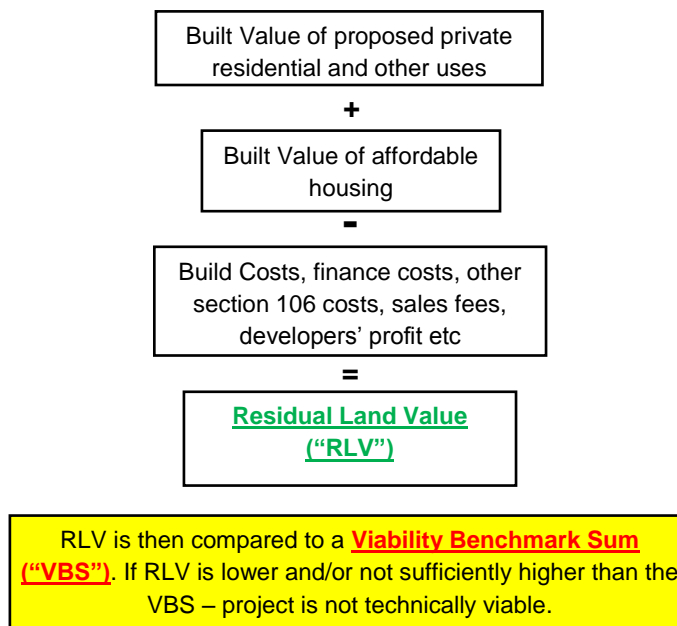 Built Value of proposed private
residential and other uses
+
Built Value of affordable
housing
-
Build Costs, finance costs, other
section 106 costs, sales fees,
developers’ profit etc
=
Residual Land Value
(“RLV”)
RLV is then compared to a Viability Benchmark Sum
(“VBS”). If RLV is lower and/or not sufficiently higher than the
VBS – project is not technically viable.